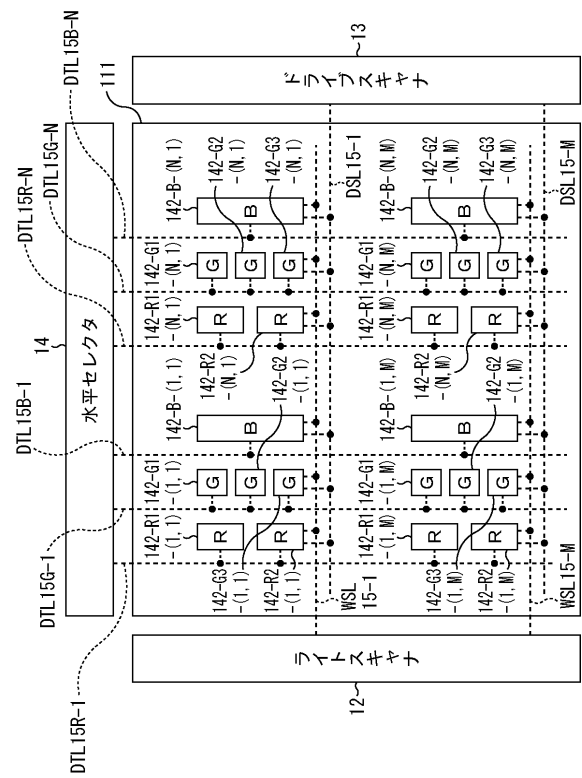 DTL15R-1
DTL15G-1
DTL15B-1
DTL15R-N
DTL15G-N
DTL15B-N
14
水平セレクタ
111
13
ドライブスキャナ
12
ライトスキャナ
142-R1
-(1,1)
142-G1
-(1,1)
142-B-(1,1)
142-R1
-(N,1)
142-G1
-(N,1)
142-B-(N,1)
R
G
B
R
G
B
G
G
R
G
R
G
142-G3
-(1,1)
142-R2
-(1,1)
142-R2
-(N,1)
142-G2
-(1,1)
142-G2
-(N,1)
142-G3
-(N,1)
WSL
15-1
DSL15-1
142-R1
-(1,M)
142-G1
-(1,M)
142-B-(1,M)
142-R1
-(N,M)
142-G1
-(N,M)
142-B-(N,M)
R
G
B
R
G
B
G
G
R
G
R
G
142-G3
-(1,M)
142-R2
-(1,M)
142-R2
-(N,M)
142-G2
-(1,M)
142-G2
-(N,M)
142-G3
-(N,M)
WSL15-M
DSL15-M